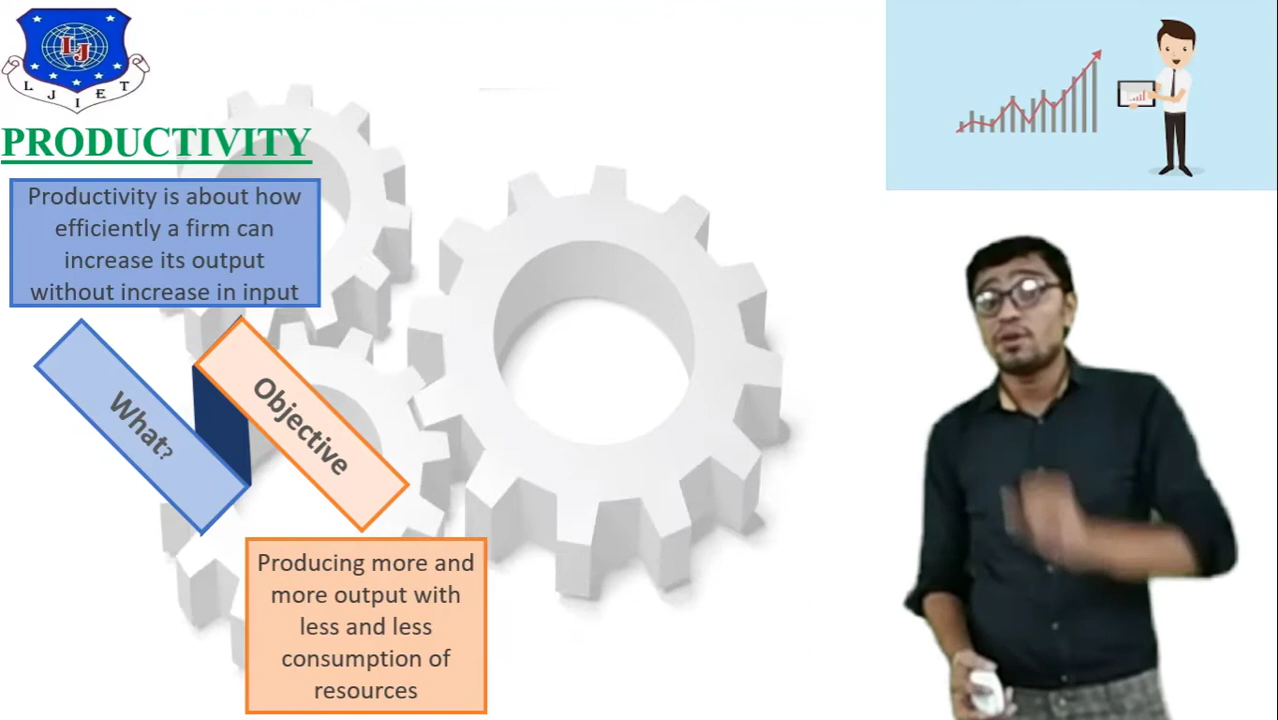 LJ
LJIET
PRODUCTIVITY
Productivity is about how
efficiently a firm can
increase its output
without increase in input
What?
Objective
Producing more and
more output with
less and less
consumption of
resources